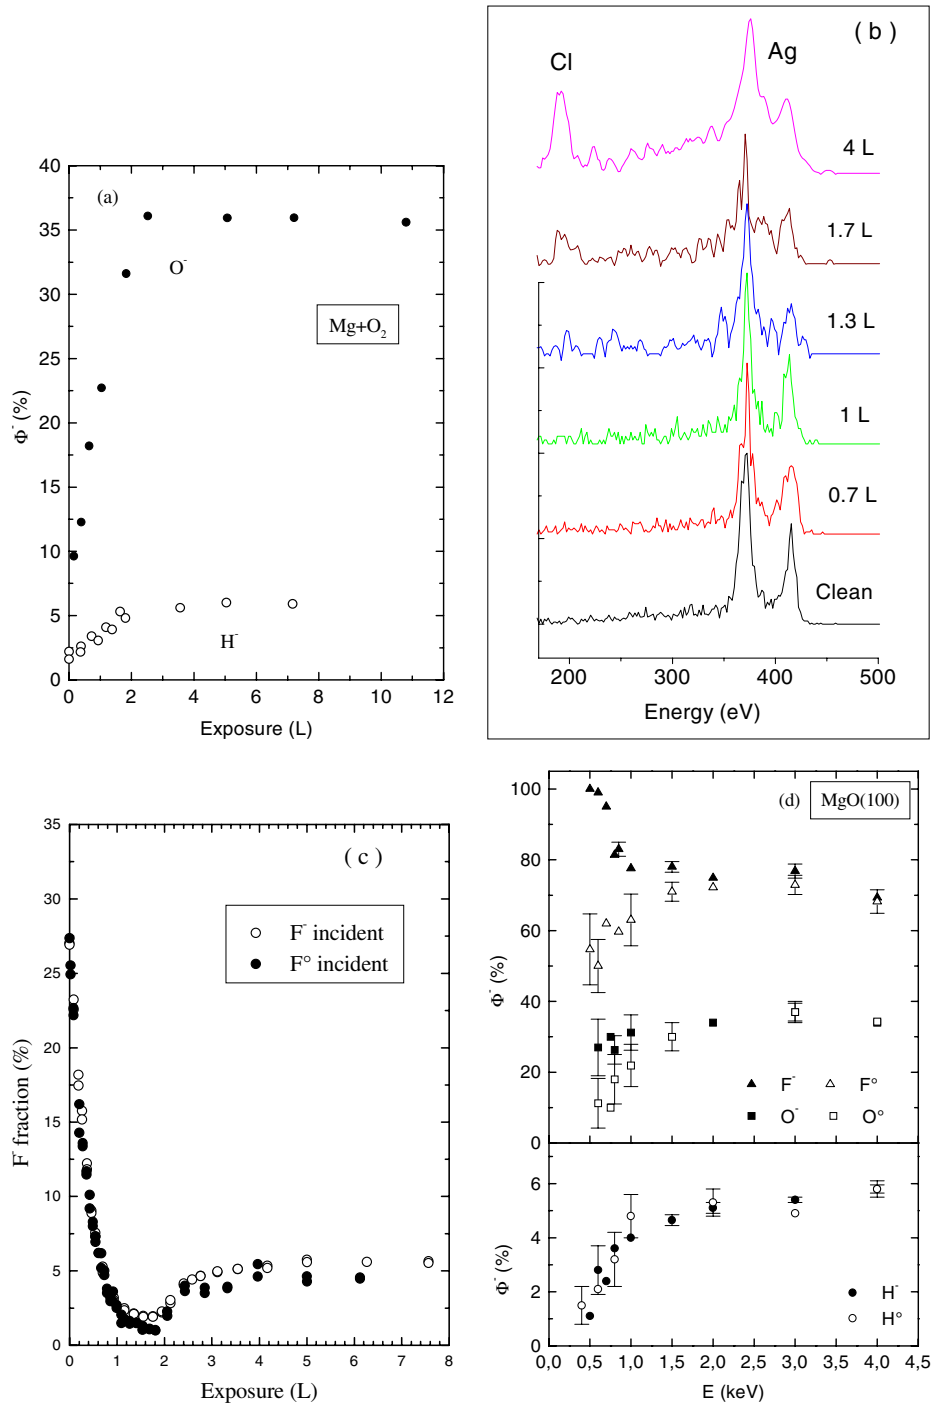 (a)
40
35
30
25
20
15
10
5
0
Φ- (%)
O-
Mg+O2
H-
0 2 4 6 8 10 12
Exposure (L)
( b )
Cl
Ag
4 L
1.7 L
1.3 L
1 L
0.7 L
Clean
200 300 400 500
Energy (eV)
( c )
35
30
25
20
15
10
5
0
F- fraction (%)
F- incident
F° incident
0 1 2 3 4 5 6 7 8
Exposure (L)
(d)
MgO(100)
100
80
60
40
20
0
Φ- (%)
F- F°
O- O°
6
4
2
0
Φ- (%)
H-
H°
0,0 0,5 1,0 1,5 2,0 2,5 3,0 3,5 4,0 4,5
E (keV)